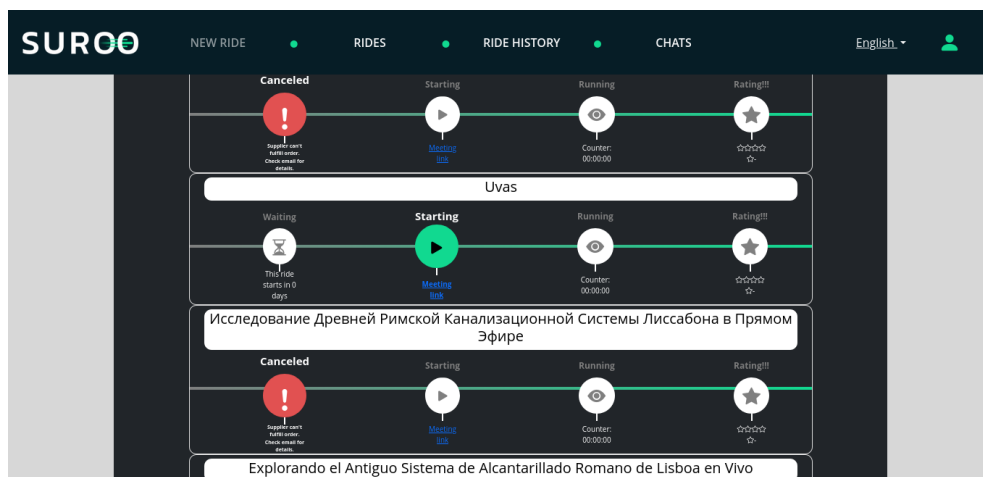 SUROO
NEW RIDE
RIDES
RIDE HISTORY
CHATS
English
Canceled
Starting
Running
Rating!!!
Supplier can't
fulfill order.
Check email for
details.
Meeting
link
Counter:
00:00:00
Uvas
Waiting
Starting
Running
Rating!!!
This ride
starts in 0
days
Meeting
link
Counter:
00:00:00
Исследование Древней Римской Канализационной Системы Лиссабона в Прямом
Эфире
Canceled
Starting
Running
Rating!!!
Supplier can't
fulfill order.
Check email for
details.
Meeting
link
Counter:
00:00:00
Explorando el Antiguo Sistema de Alcantarillado Romano de Lisboa en Vivo